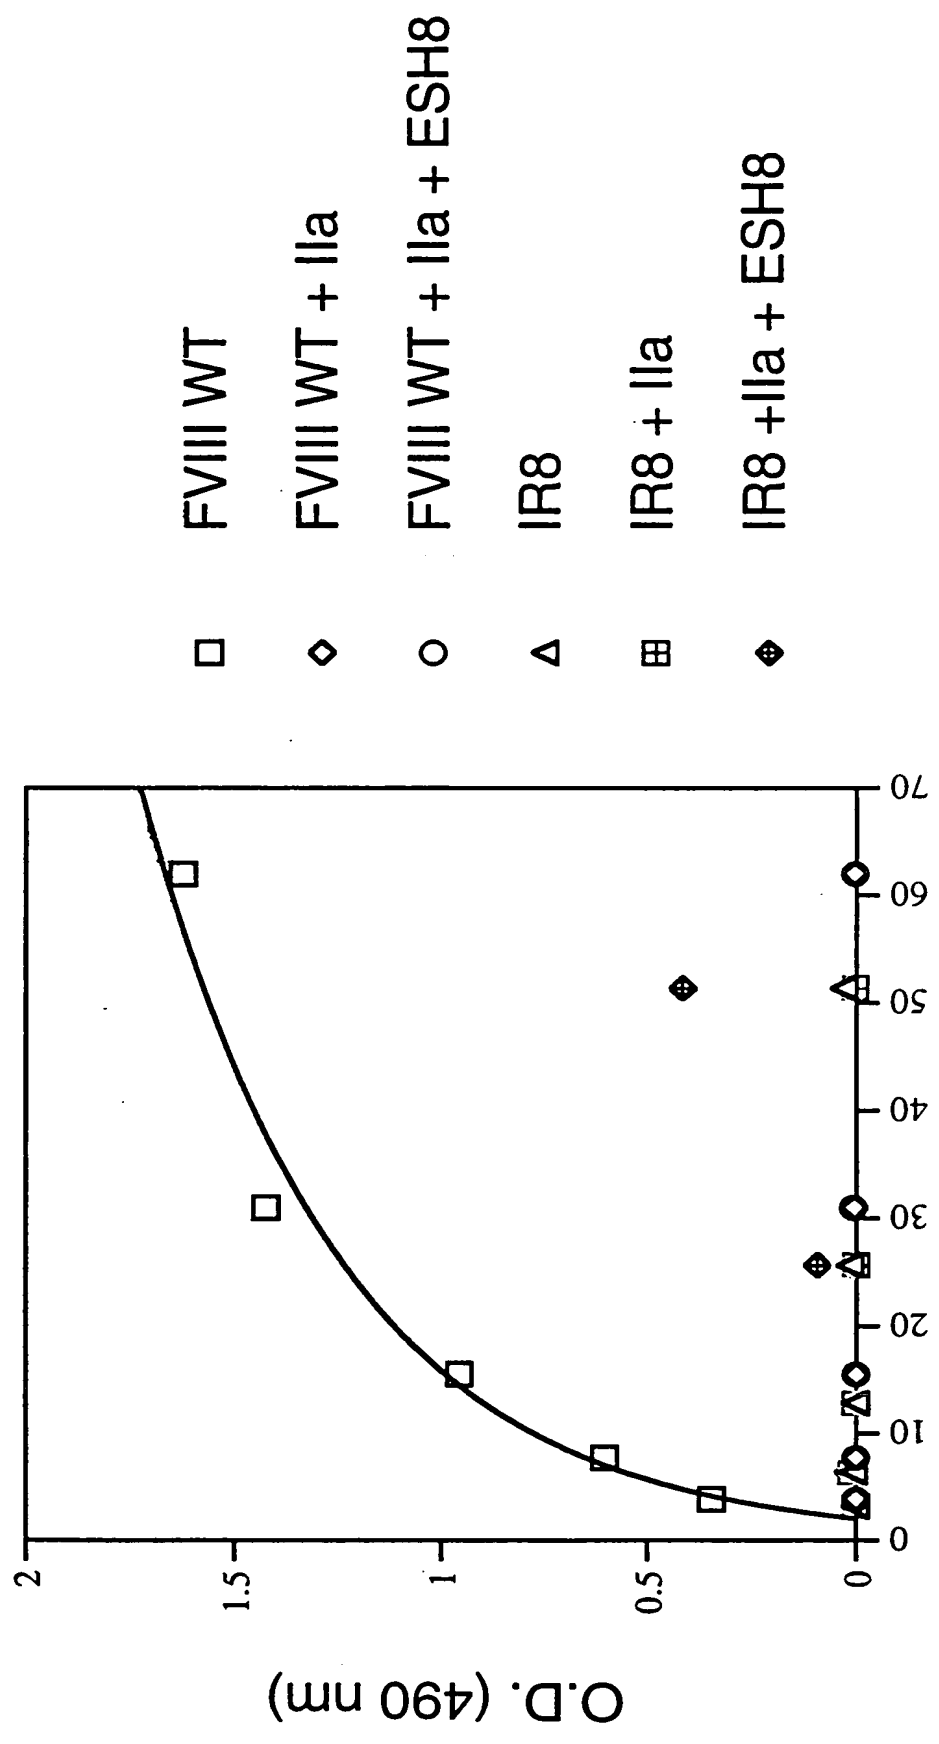 O.D. (490 nm)
2
1.5
1
0.5
0
0
10
20
30
40
50
60
70
FVIII WT
FVIII WT + IIa
FVIII WT + IIa + ESH8
IR8
IR8 + IIa
IR8 +IIa + ESH8